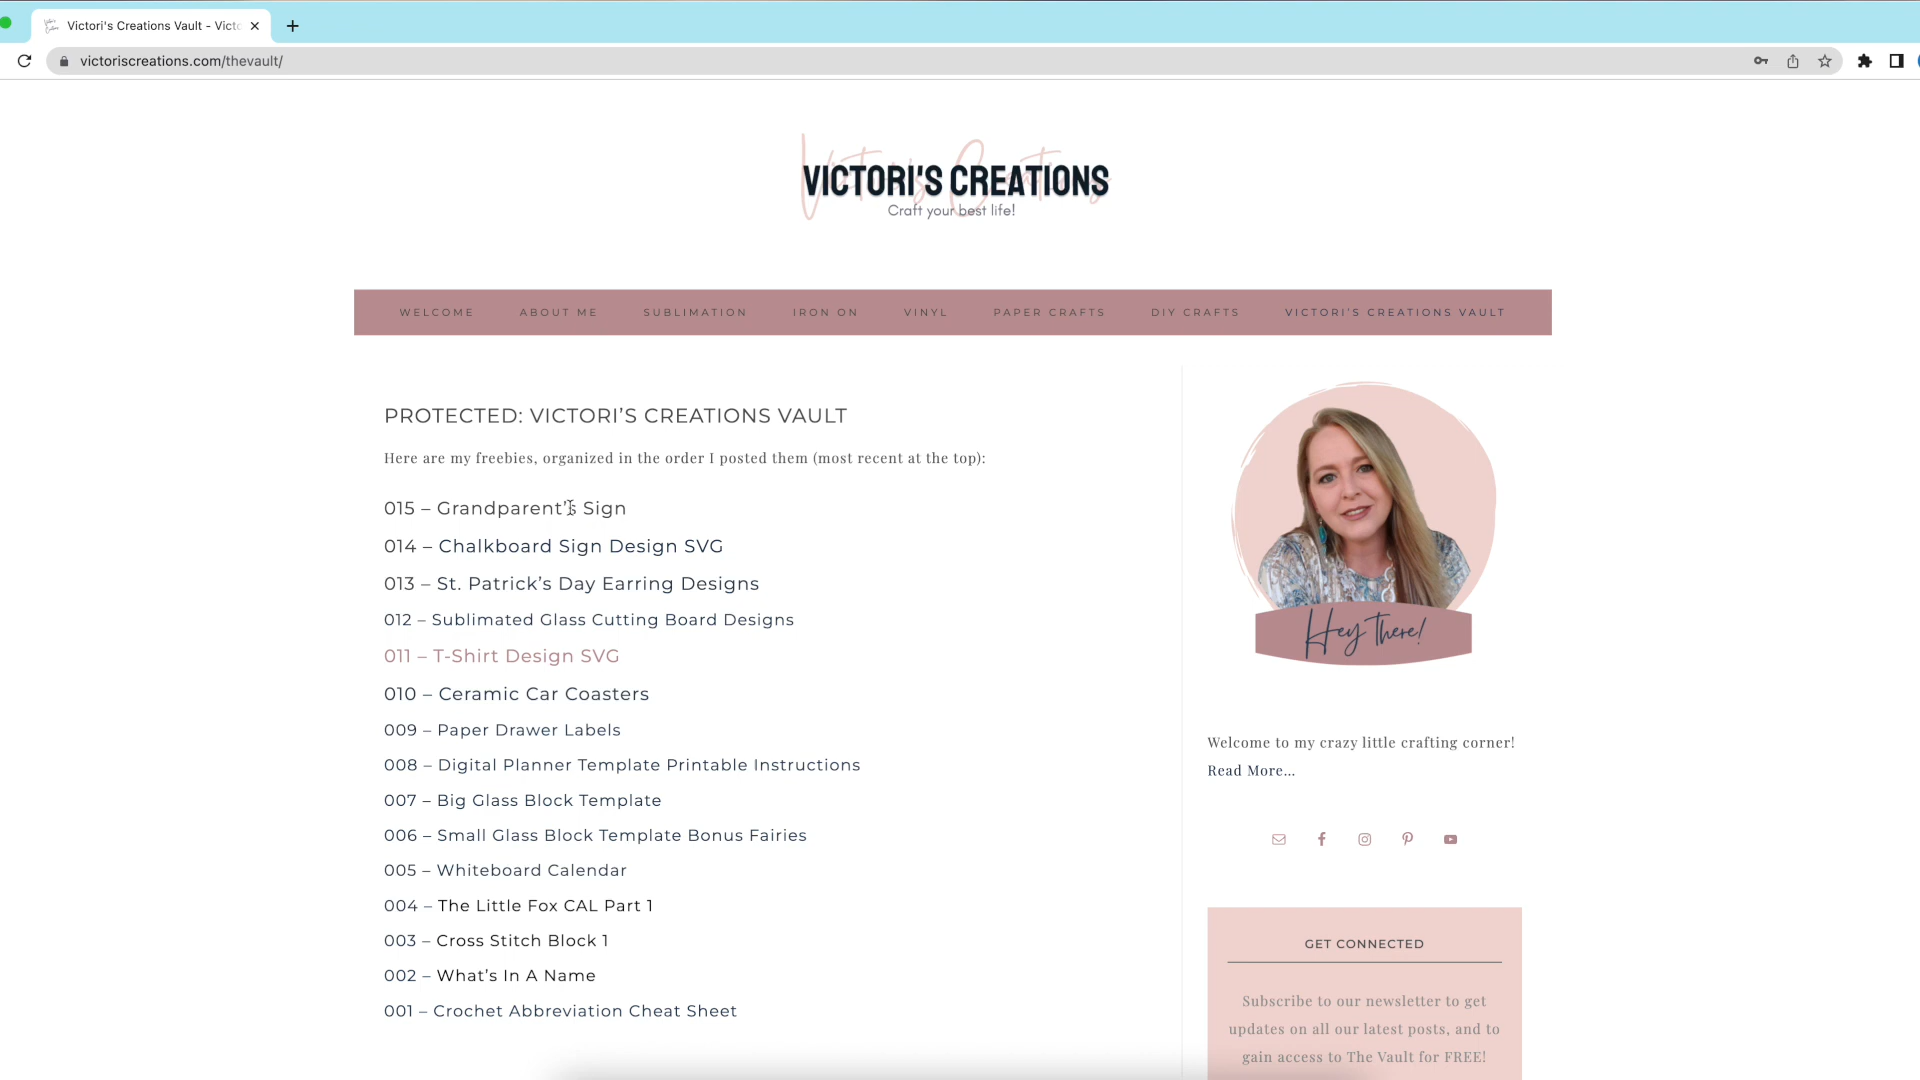 Victori's Creations Vault - Victo
victoriscreations.com/thevault/
Victori's Creations
VICTORI'S CREATIONS
Craft your best life!
WELCOME ABOUT ME SUBLIMATION IRON ON VINYL PAPER CRAFTS DIY CRAFTS VICTORI'S CREATIONS VAULT
PROTECTED: VICTORI'S CREATIONS VAULT
Here are my freebies, organized in the order I posted them (most recent at the top):
015 – Grandparent's Sign
014 – Chalkboard Sign Design SVG
013 – St. Patrick's Day Earring Designs
012 – Sublimated Glass Cutting Board Designs
011 – T-Shirt Design SVG
010 – Ceramic Car Coasters
009 – Paper Drawer Labels
008 – Digital Planner Template Printable Instructions
007 – Big Glass Block Template
006 – Small Glass Block Template Bonus Fairies
005 – Whiteboard Calendar
004 – The Little Fox CAL Part 1
003 – Cross Stitch Block 1
002 – What's In A Name
001 – Crochet Abbreviation Cheat Sheet
Hey there!
Welcome to my crazy little crafting corner!
Read More…
GET CONNECTED
Subscribe to our newsletter to get
updates on all our latest posts, and to
gain access to The Vault for FREE!